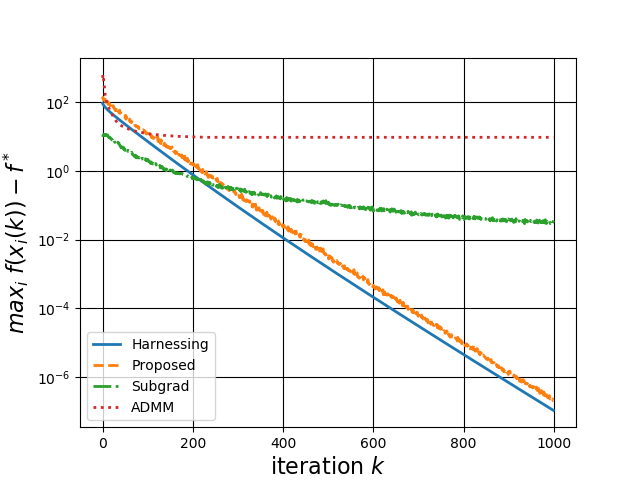 max_i f(x_i(k)) − f^*
10^2
10^0
10^−2
10^−4
10^−6
Harnessing
Proposed
Subgrad
ADMM
0 200 400 600 800 1000
iteration k